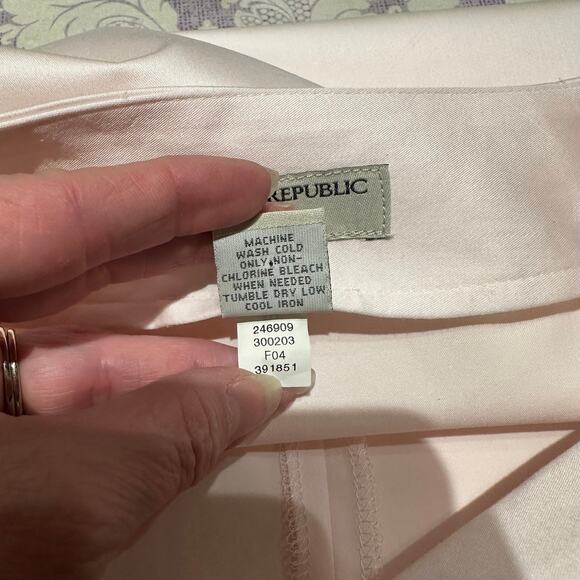 REPUBLIC
MACHINE
WASH COLD
ONLY, NON-
CHLORINE BLEACH
WHEN NEEDED
TUMBLE DRY LOW
COOL IRON
246909
300203
F04
391851